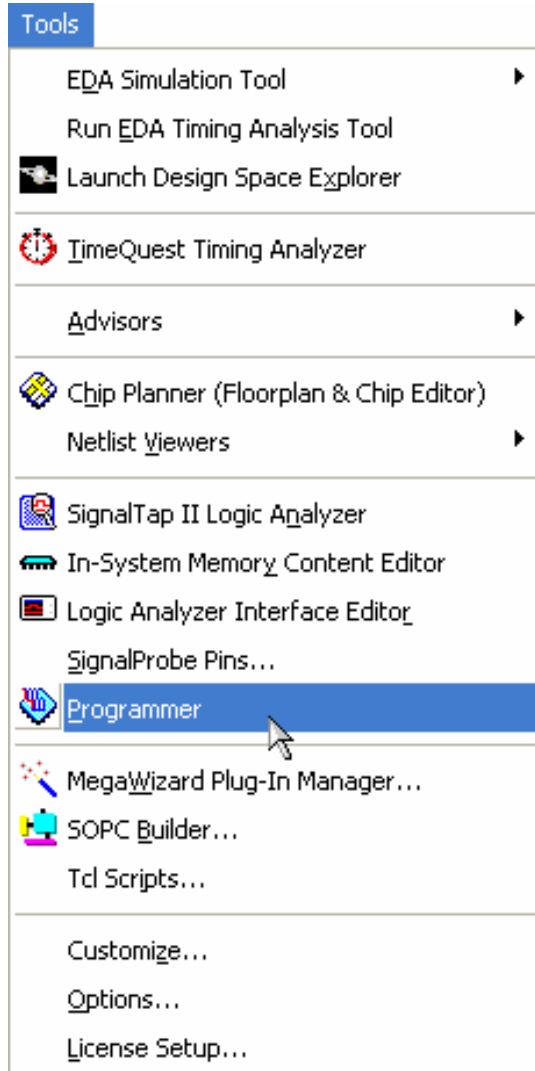 Tools
EDA Simulation Tool
Run EDA Timing Analysis Tool
Launch Design Space Explorer
TimeQuest Timing Analyzer
Advisors
Chip Planner (Floorplan & Chip Editor)
Netlist Viewers
SignalTap II Logic Analyzer
In-System Memory Content Editor
Logic Analyzer Interface Editor
SignalProbe Pins...
Programmer
MegaWizard Plug-In Manager...
SOPC Builder...
Tcl Scripts...
Customize...
Options...
License Setup...